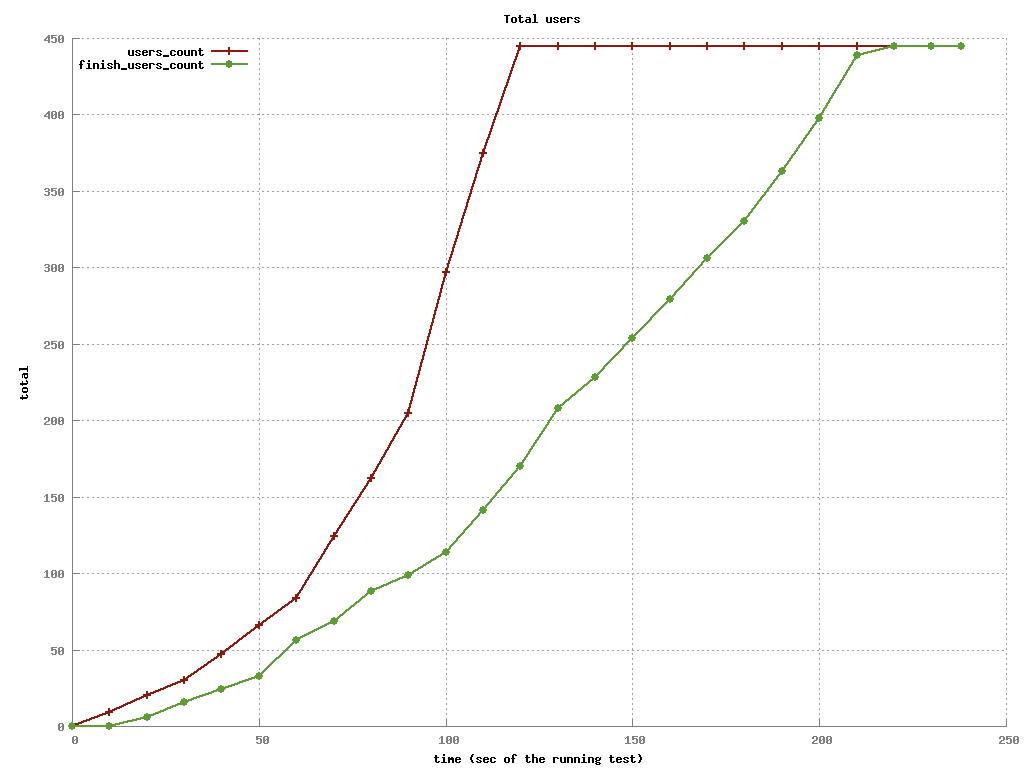 Total users
users_count
finish_users_count
450
400
350
300
250
200
150
100
50
0
total
0 50 100 150 200 250
time (sec of the running test)